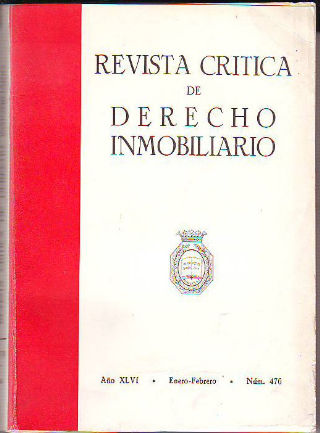 REVISTA CRITICA
DE
DERECHO
INMOBILIARIO
Año XLVI • Enero-Febrero • Núm. 476